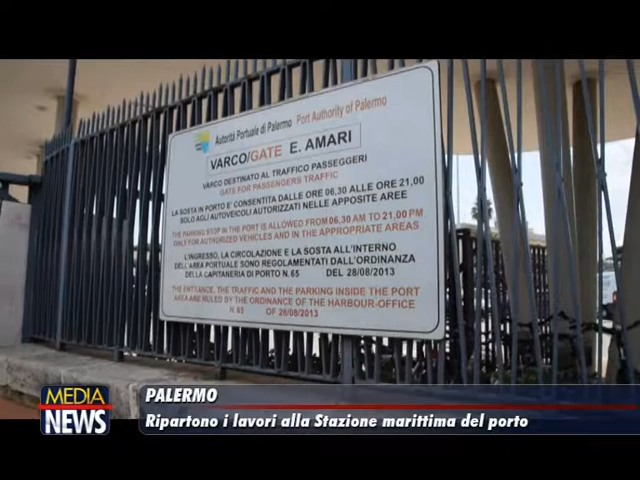 Autorità Portuale di Palermo Port Authority of Palermo
VARCO/GATE E. AMARI
VARCO DESTINATO AL TRAFFICO PASSEGGERI
GATE FOR PASSENGERS TRAFFIC
LA SOSTA IN PORTO E' CONSENTITA DALLE ORE 06,30 ALLE ORE 21,00
SOLO AGLI AUTOVEICOLI AUTORIZZATI NELLE APPOSITE AREE
THE PARKING STOP IN THE PORT IS ALLOWED FROM 06,30 AM TO 21,00 PM
ONLY FOR AUTHORIZED VEHICLES AND IN THE APPROPRIATE AREAS
L'INGRESSO, LA CIRCOLAZIONE E LA SOSTA ALL'INTERNO
DELL'AREA PORTUALE SONO REGOLAMENTATI DALL'ORDINANZA
DELLA CAPITANERIA DI PORTO N. 65 DEL 28/08/2013
THE ENTRANCE, THE TRAFFIC AND THE PARKING INSIDE THE PORT
AREA ARE RULED BY THE ORDINANCE OF THE HARBOUR-OFFICE
N. 65 OF 28/08/2013
MEDIA
NEWS
PALERMO
Ripartono i lavori alla Stazione marittima del porto